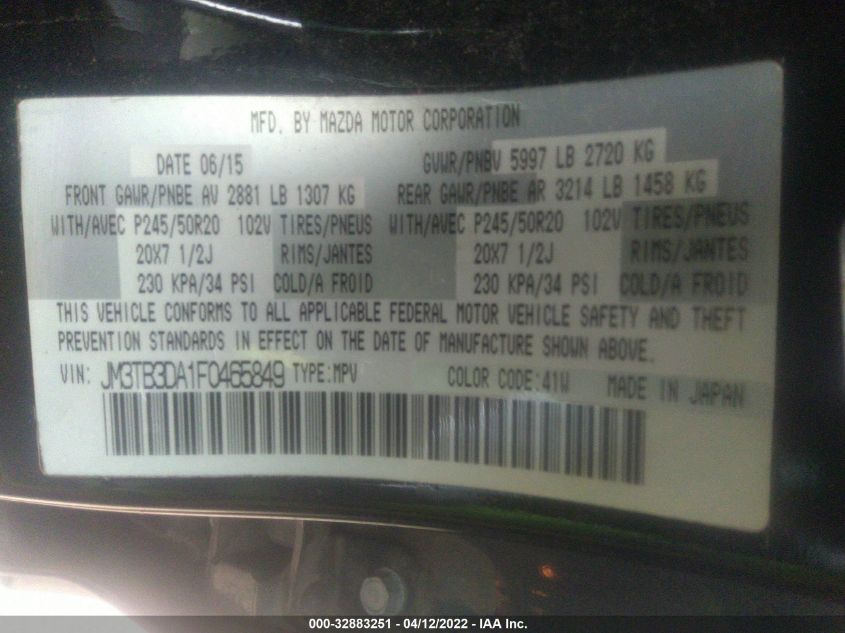 MFD. BY MAZDA MOTOR CORPORATION
DATE 06/15 GVWR/PNBV 5997 LB 2720 KG
FRONT GAWR/PNBE AV 2881 LB 1307 KG REAR GAWR/PNBE AR 3214 LB 1458 KG
WITH/AVEC P245/50R20 102V TIRES/PNEUS WITH/AVEC P245/50R20 102V TIRES/PNEUS
20X7 1/2J RIMS/JANTES 20X7 1/2J RIMS/JANTES
230 KPA/34 PSI COLD/A FROID 230 KPA/34 PSI COLD/A FROID
THIS VEHICLE CONFORMS TO ALL APPLICABLE FEDERAL MOTOR VEHICLE SAFETY AND THEFT
PREVENTION STANDARDS IN EFFECT ON THE DATE OF MANUFACTURE SHOWN ABOVE.
VIN: JM3TB3DA1F0465849 TYPE:MPV COLOR CODE:41W MADE IN JAPAN
000-32883251 - 04/12/2022 - IAA Inc.